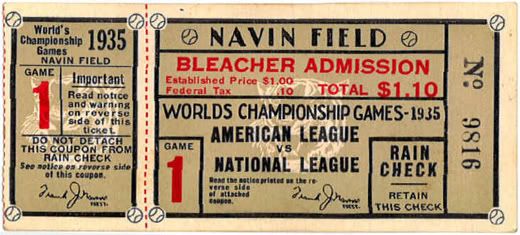 World's
Championship
Games
1935
NAVIN FIELD
GAME
1
Important
Read notice
and warning
on reverse
side of this
ticket.
DO NOT DETACH
THIS COUPON FROM
RAIN CHECK
See notice on reverse side
of this coupon.
PREST.
NAVIN FIELD
BLEACHER ADMISSION
Established Price $1.00
Federal Tax .10
TOTAL $1.10
WORLDS CHAMPIONSHIP GAMES-1935
GAME
1
AMERICAN LEAGUE
VS
NATIONAL LEAGUE
Read the notice printed on the re-
verse side
of attached
coupon.
PREST.
RAIN
CHECK
RETAIN
THIS CHECK
No 9816